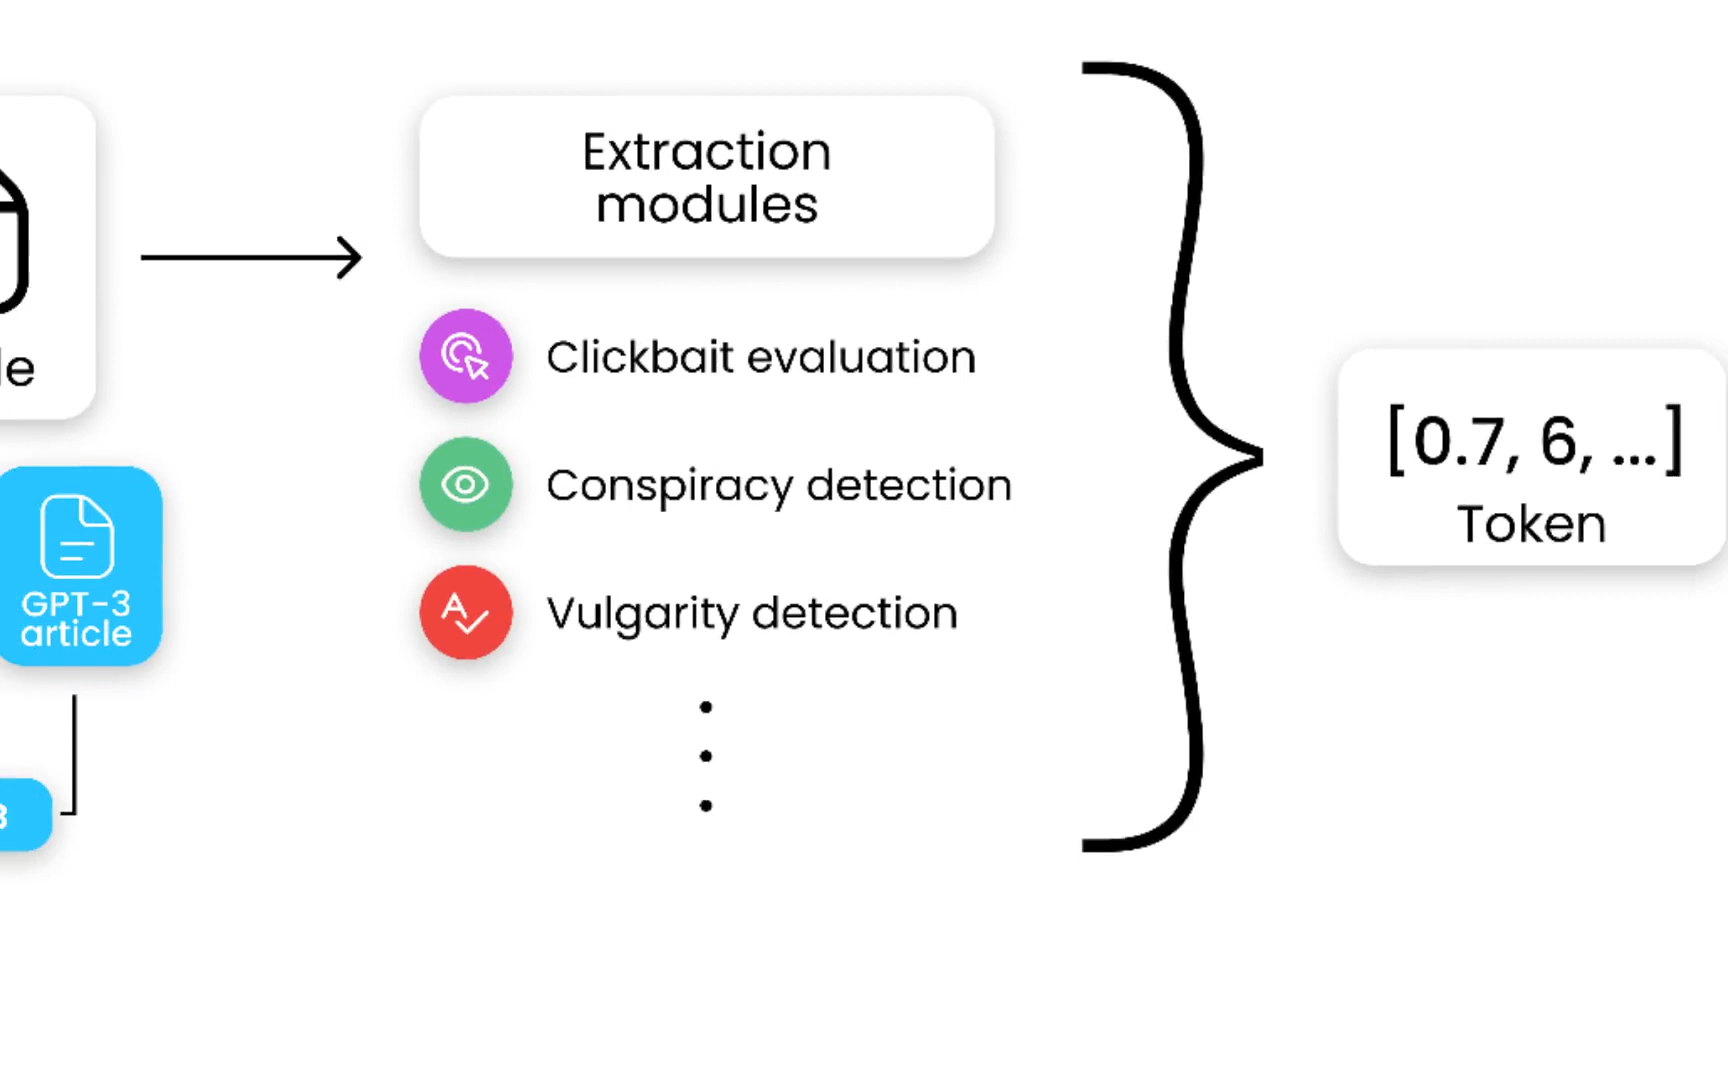 Extraction
modules
Clickbait evaluation
Conspiracy detection
Vulgarity detection
[0.7, 6, ...]
Token
GPT-3
article